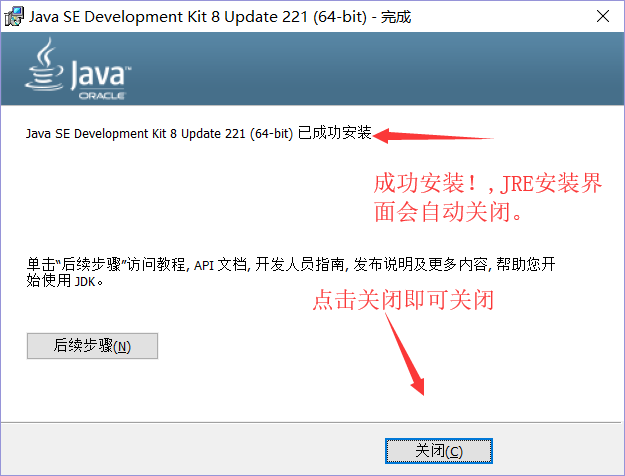 Java SE Development Kit 8 Update 221 (64-bit) - 完成
Java™
ORACLE
Java SE Development Kit 8 Update 221 (64-bit) 已成功安装
成功安装！,JRE安装界
面会自动关闭。
单击“后续步骤”访问教程, API 文档, 开发人员指南, 发布说明及更多内容, 帮助您开
始使用 JDK。
点击关闭即可关闭
后续步骤(N)
关闭(C)